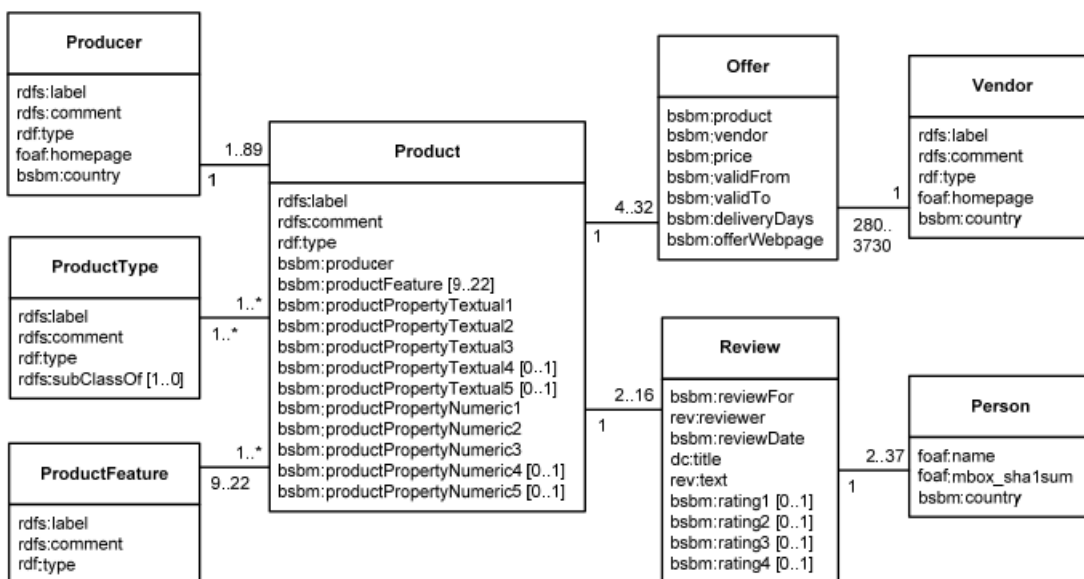 Producer
rdfs:label
rdfs:comment
rdf:type
foaf:homepage
bsbm:country
1..89
1
ProductType
rdfs:label
rdfs:comment
rdf:type
rdfs:subClassOf [1..0]
1..*
1..*
ProductFeature
rdfs:label
rdfs:comment
rdf:type
1..*
9..22
Product
rdfs:label
rdfs:comment
rdf:type
bsbm:producer
bsbm:productFeature [9..22]
bsbm:productPropertyTextual1
bsbm:productPropertyTextual2
bsbm:productPropertyTextual3
bsbm:productPropertyTextual4 [0..1]
bsbm:productPropertyTextual5 [0..1]
bsbm:productPropertyNumeric1
bsbm:productPropertyNumeric2
bsbm:productPropertyNumeric3
bsbm:productPropertyNumeric4 [0..1]
bsbm:productPropertyNumeric5 [0..1]
4..32
1
2..16
1
Offer
bsbm:product
bsbm;vendor
bsbm:price
bsbm;validFrom
bsbm;validTo
bsbm:deliveryDays
bsbm:offerWebpage
1
280..
3730
Vendor
rdfs:label
rdfs:comment
rdf:type
foaf:homepage
bsbm:country
Review
bsbm:reviewFor
rev:reviewer
bsbm:reviewDate
dc:title
rev:text
bsbm:rating1 [0..1]
bsbm:rating2 [0..1]
bsbm:rating3 [0..1]
bsbm:rating4 [0..1]
2..37
1
Person
foaf:name
foaf:mbox_sha1sum
bsbm:country